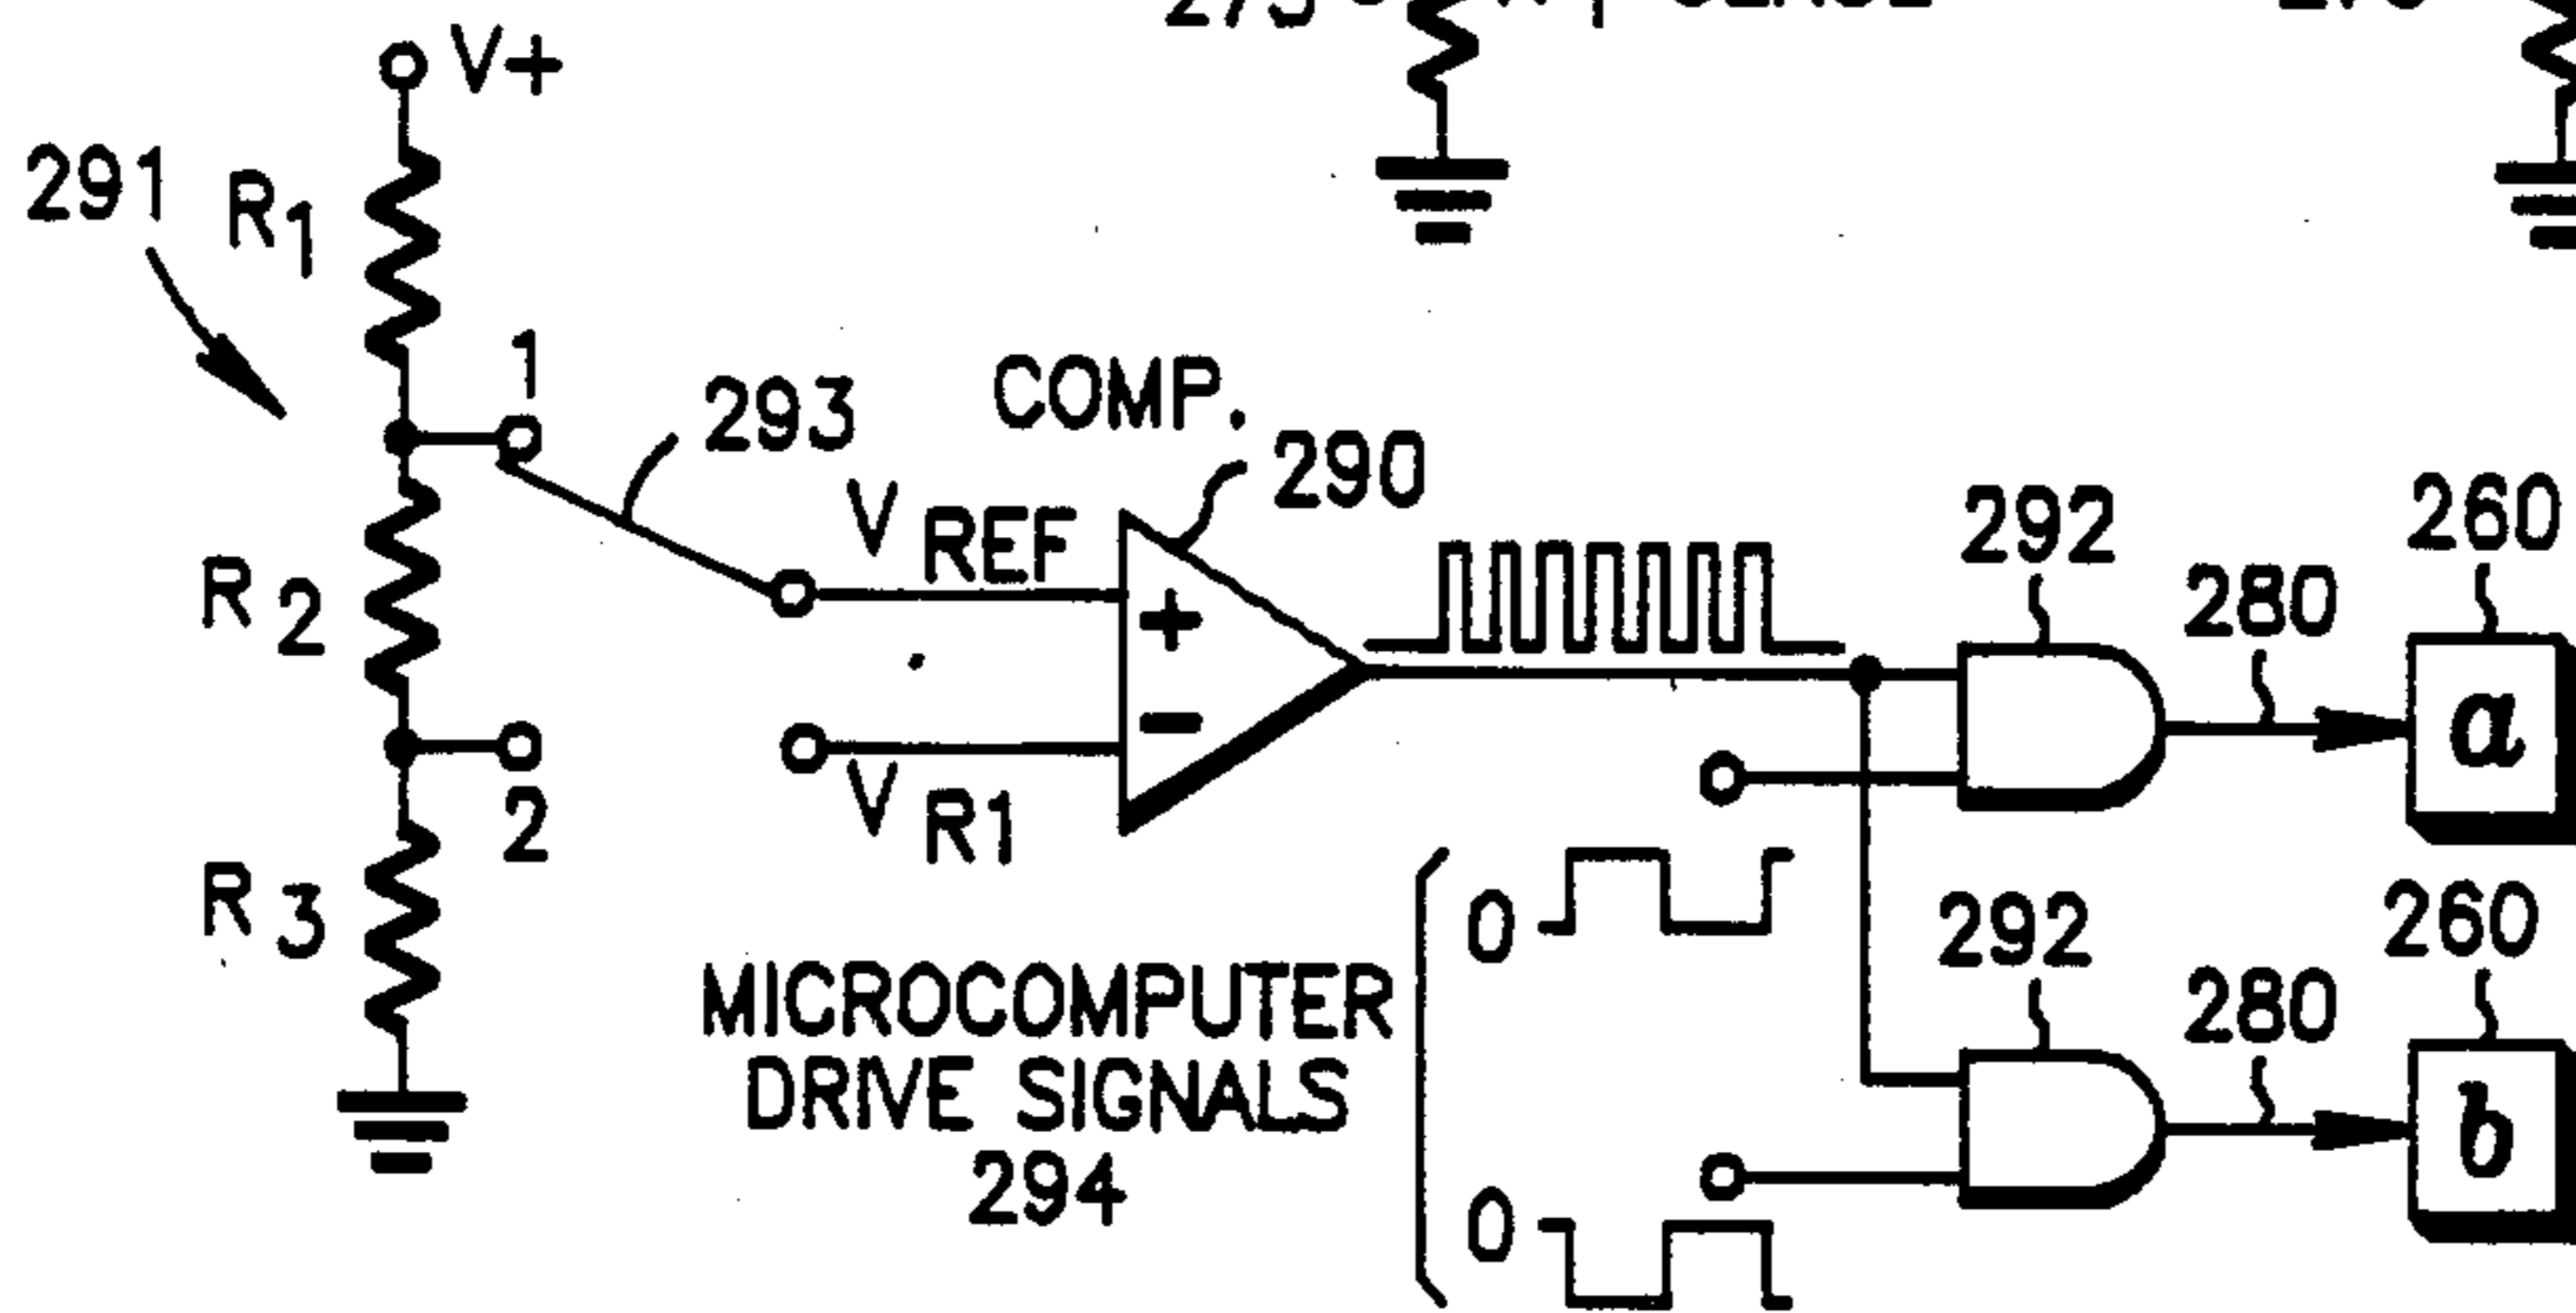 V+
291
R1
1
293
COMP.
290
VREF
+
R2
292
260
280
a
−
VR1
2
R3
0
292
260
280
b
MICROCOMPUTER
DRIVE SIGNALS
294
0